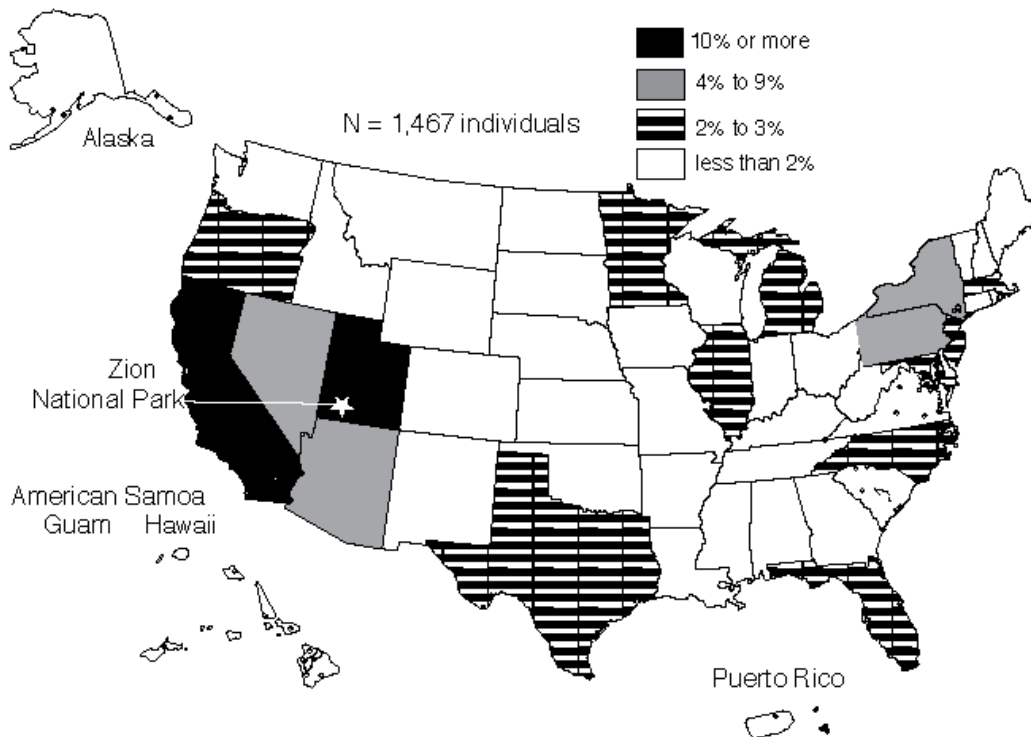 10% or more
4% to 9%
2% to 3%
less than 2%
N = 1,467 individuals
Alaska
Zion
National Park
American Samoa
Guam Hawaii
Puerto Rico